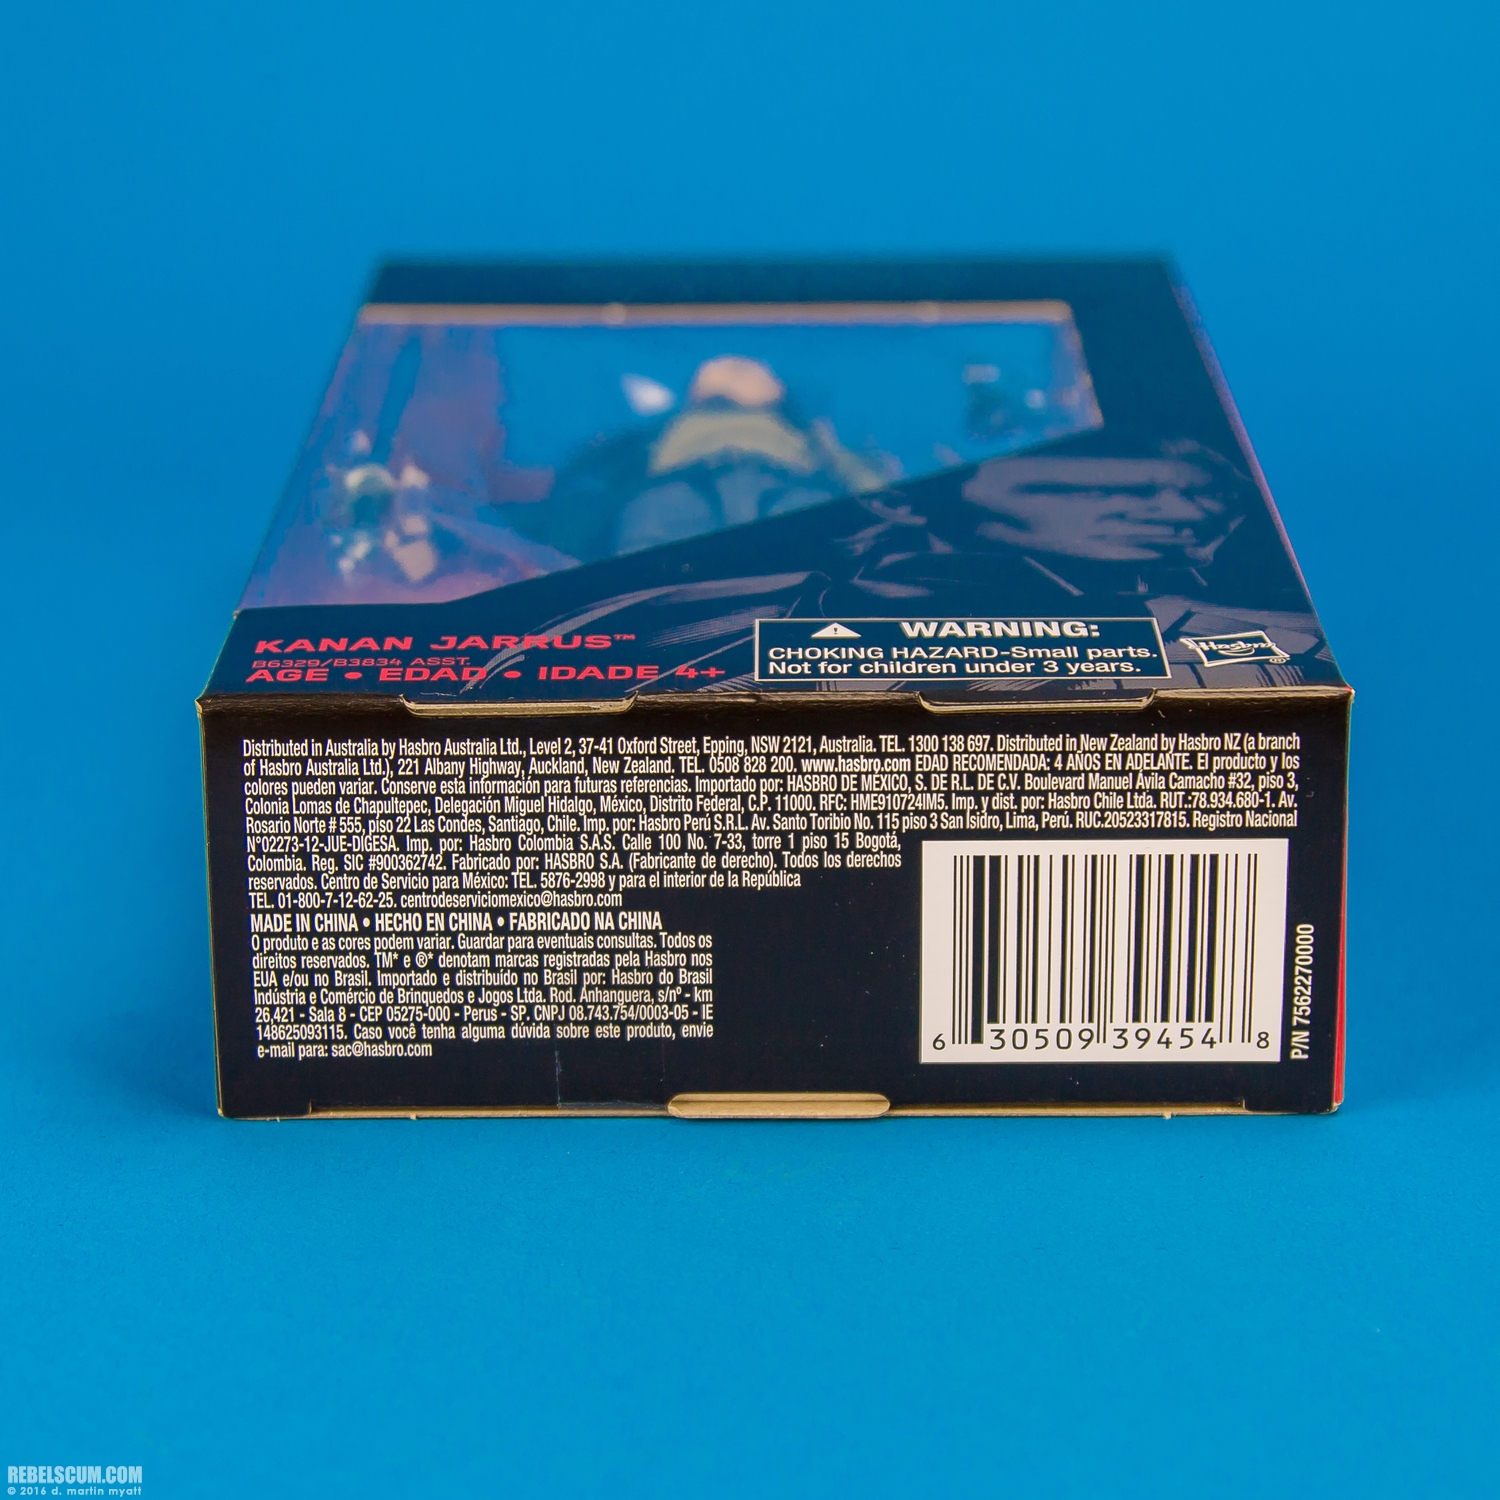 KANAN JARRUS™
B6329/B3834 ASST.
AGE • EDAD • IDADE 4+
WARNING:
CHOKING HAZARD-Small parts.
Not for children under 3 years.
Hasbro
®
Distributed in Australia by Hasbro Australia Ltd., Level 2, 37-41 Oxford Street, Epping, NSW 2121, Australia. TEL. 1300 138 697. Distributed in New Zealand by Hasbro NZ (a branch
of Hasbro Australia Ltd.), 221 Albany Highway, Auckland, New Zealand. TEL. 0508 828 200. www.hasbro.com EDAD RECOMENDADA: 4 AÑOS EN ADELANTE. El producto y los
colores pueden variar. Conserve esta información para futuras referencias. Importado por: HASBRO DE MÉXICO, S. DE R.L. DE C.V. Boulevard Manuel Ávila Camacho #32, piso 3,
Colonia Lomas de Chapultepec, Delegación Miguel Hidalgo, México, Distrito Federal, C.P. 11000. RFC: HME910724IM5. Imp. y dist. por: Hasbro Chile Ltda. RUT.:78.934.680-1. Av.
Rosario Norte # 555, piso 22 Las Condes, Santiago, Chile. Imp. por: Hasbro Perú S.R.L. Av. Santo Toribio No. 115 piso 3 San Isidro, Lima, Perú. RUC.20523317815. Registro Nacional
N°02273-12-JUE-DIGESA. Imp. por: Hasbro Colombia S.A.S. Calle 100 No. 7-33, torre 1 piso 15 Bogotá,
Colombia. Reg. SIC #900362742. Fabricado por: HASBRO S.A. (Fabricante de derecho). Todos los derechos
reservados. Centro de Servicio para México: TEL. 5876-2998 y para el interior de la República
TEL. 01-800-7-12-62-25. centrodeserviciomexico@hasbro.com
MADE IN CHINA • HECHO EN CHINA • FABRICADO NA CHINA
O produto e as cores podem variar. Guardar para eventuais consultas. Todos os
direitos reservados. TM* e ®* denotam marcas registradas pela Hasbro nos
EUA e/ou no Brasil. Importado e distribuído no Brasil por: Hasbro do Brasil
Indústria e Comércio de Brinquedos e Jogos Ltda. Rod. Anhanguera, s/nº - km
26,421 - Sala 8 - CEP 05275-000 - Perus - SP. CNPJ 08.743.754/0003-05 - IE
148625093115. Caso você tenha alguma dúvida sobre este produto, envie
e-mail para: sac@hasbro.com
6 30509 39454 8
P/N 7562270000
REBELSCUM.COM
© 2016 d. martin myatt